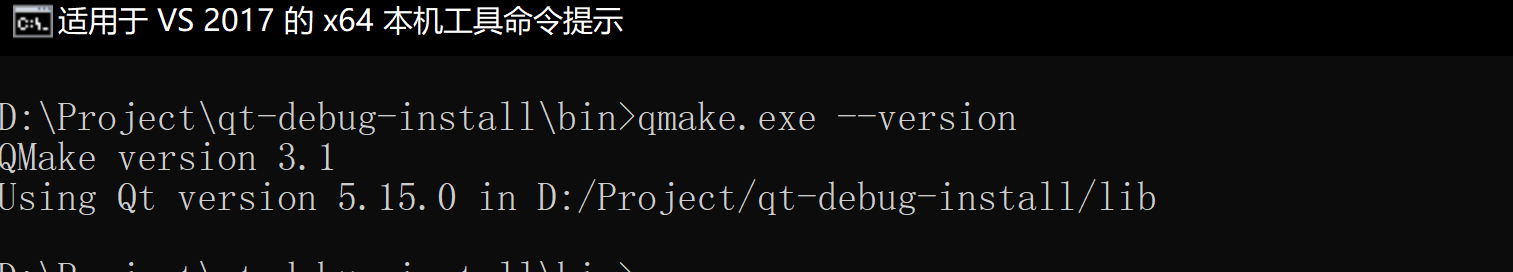 适用于 VS 2017 的 x64 本机工具命令提示
D:\Project\qt-debug-install\bin>qmake.exe --version
QMake version 3.1
Using Qt version 5.15.0 in D:/Project/qt-debug-install/lib